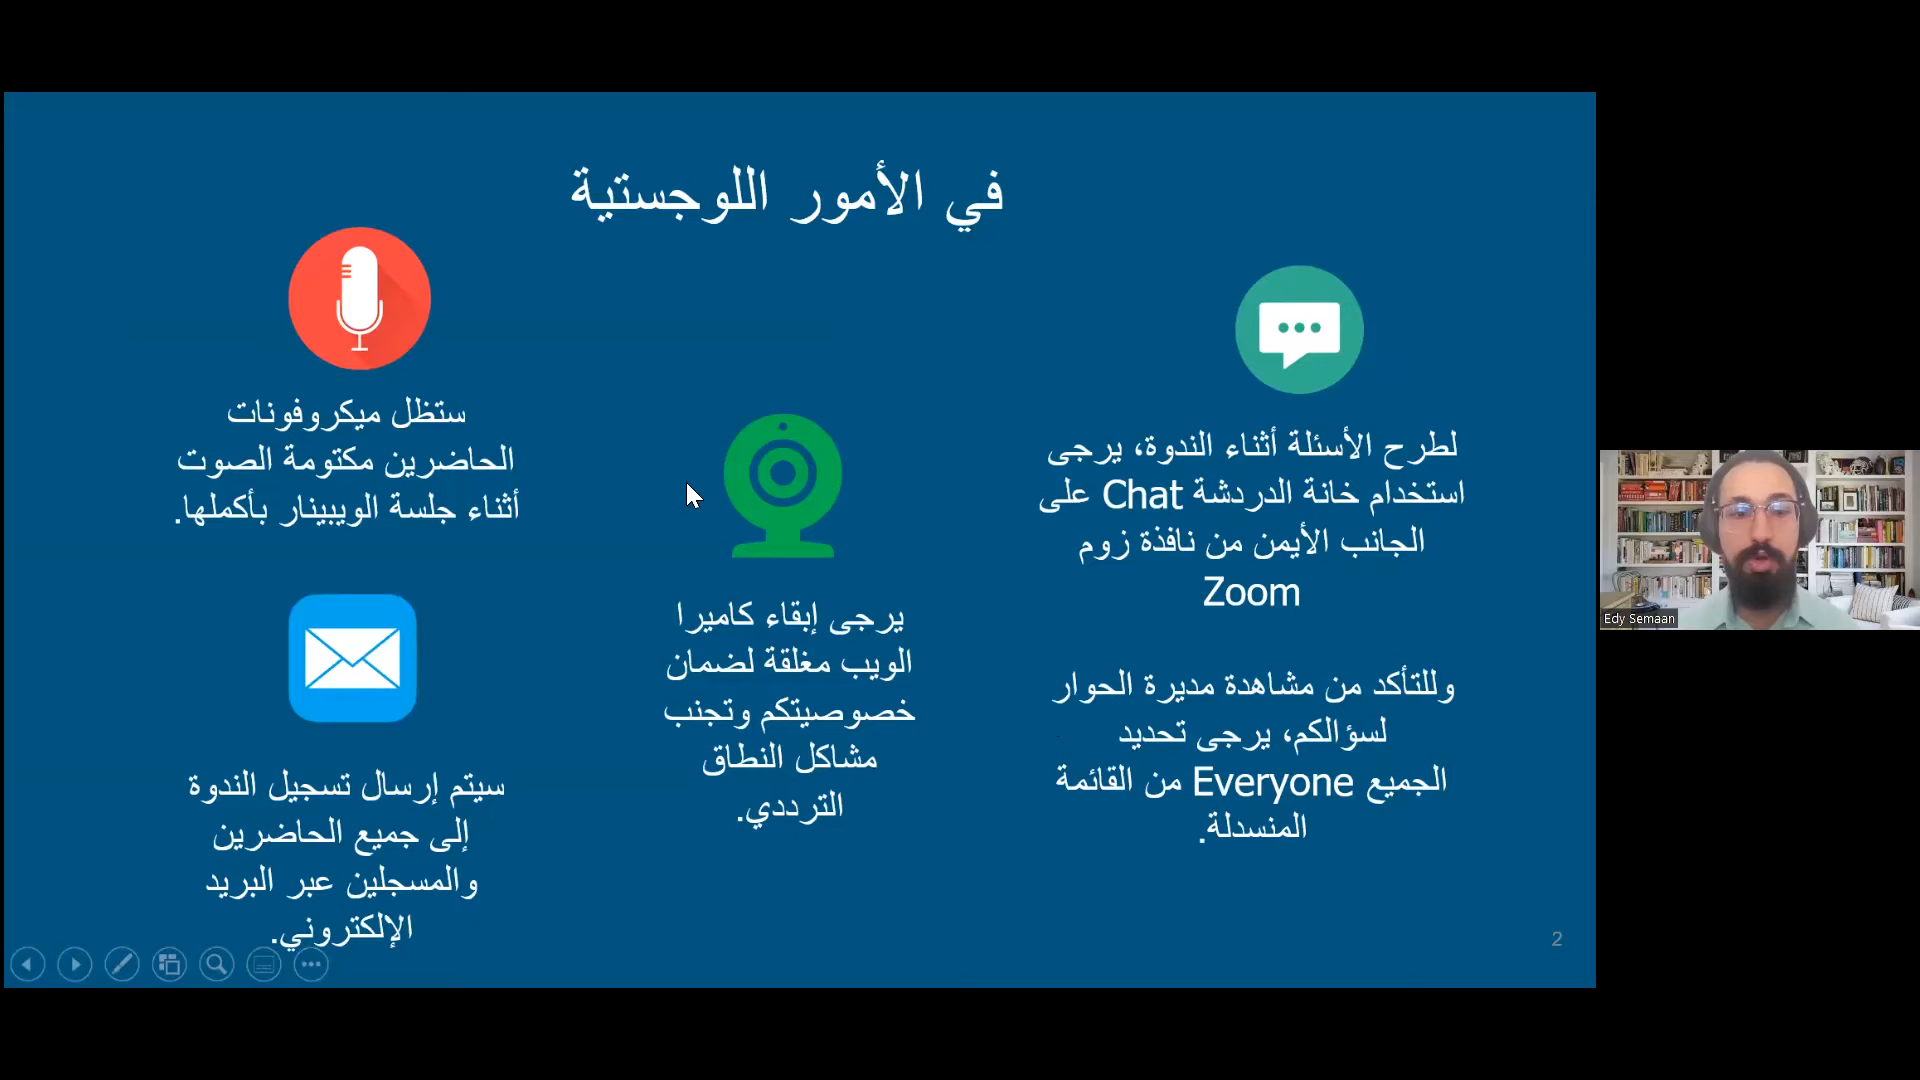 في الأمور اللوجستية
لطرح الأسئلة أثناء الندوة، يرجى
استخدام خانة الدردشة Chat على
الجانب الأيمن من نافذة زوم
Zoom
وللتأكد من مشاهدة مديرة الحوار
لسؤالكم، يرجى تحديد
الجميع Everyone من القائمة
المنسدلة.
يرجى إبقاء كاميرا
الويب مغلقة لضمان
خصوصيتكم وتجنب
مشاكل النطاق
الترددي.
ستظل ميكروفونات
الحاضرين مكتومة الصوت
أثناء جلسة الويبينار بأكملها.
سيتم إرسال تسجيل الندوة
إلى جميع الحاضرين
والمسجلين عبر البريد
الإلكتروني.
2
Edy Semaan